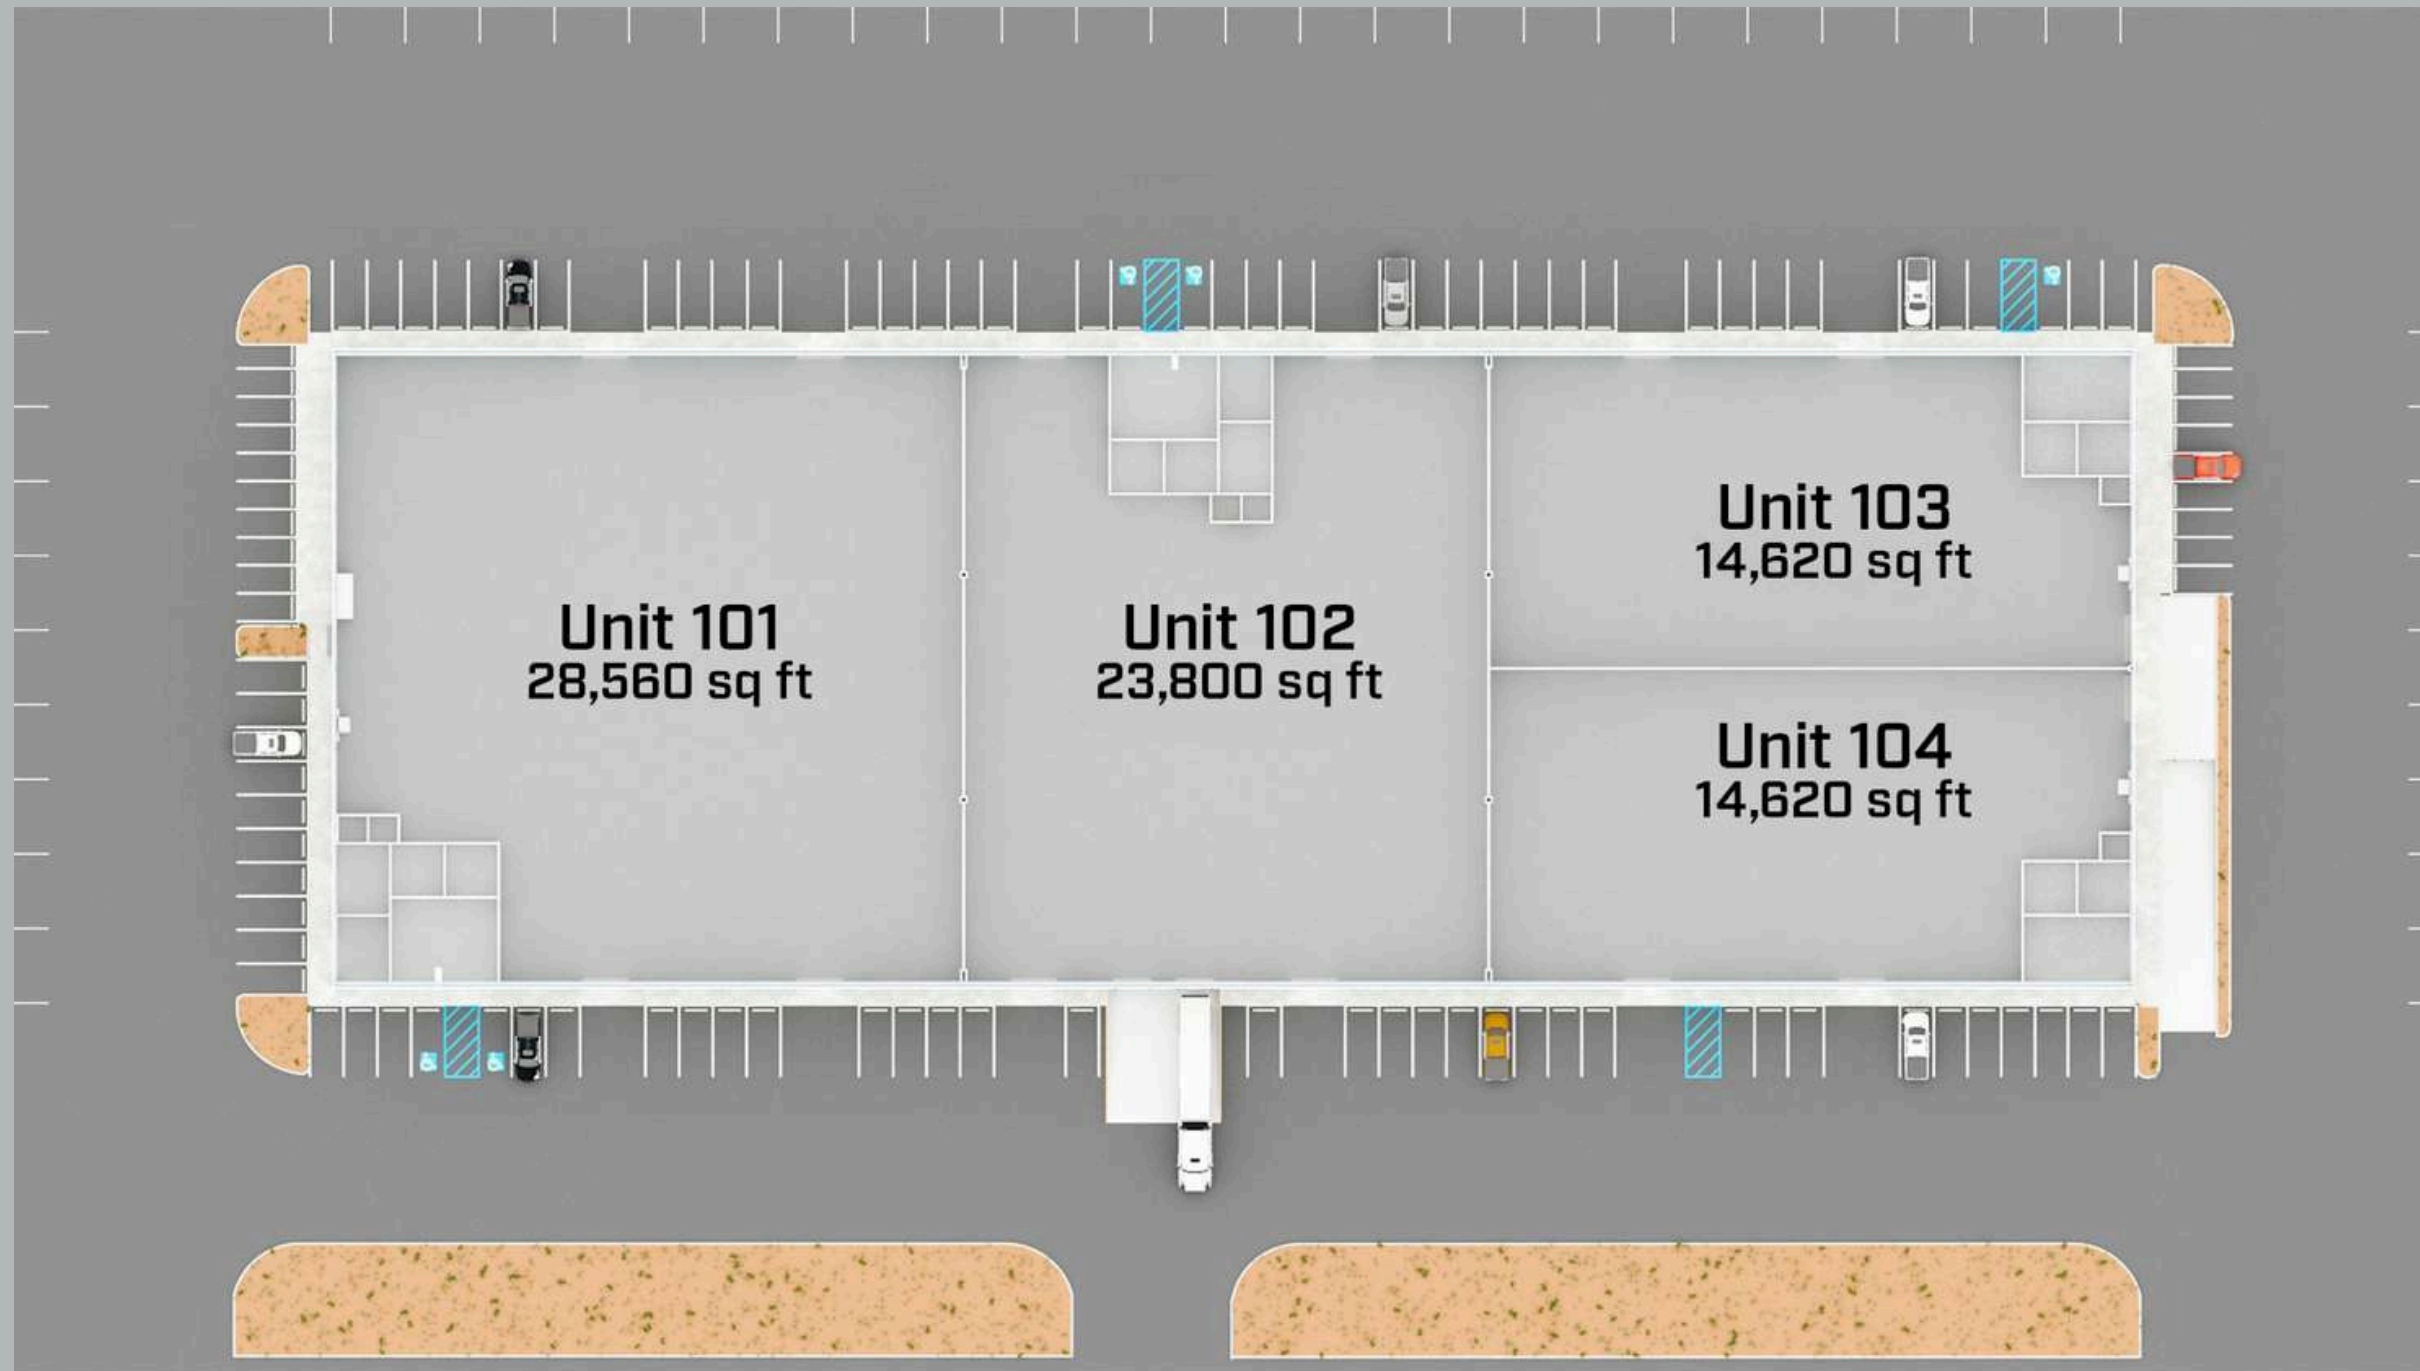 Unit 101
28,560 sq ft
Unit 102
23,800 sq ft
Unit 103
14,620 sq ft
Unit 104
14,620 sq ft